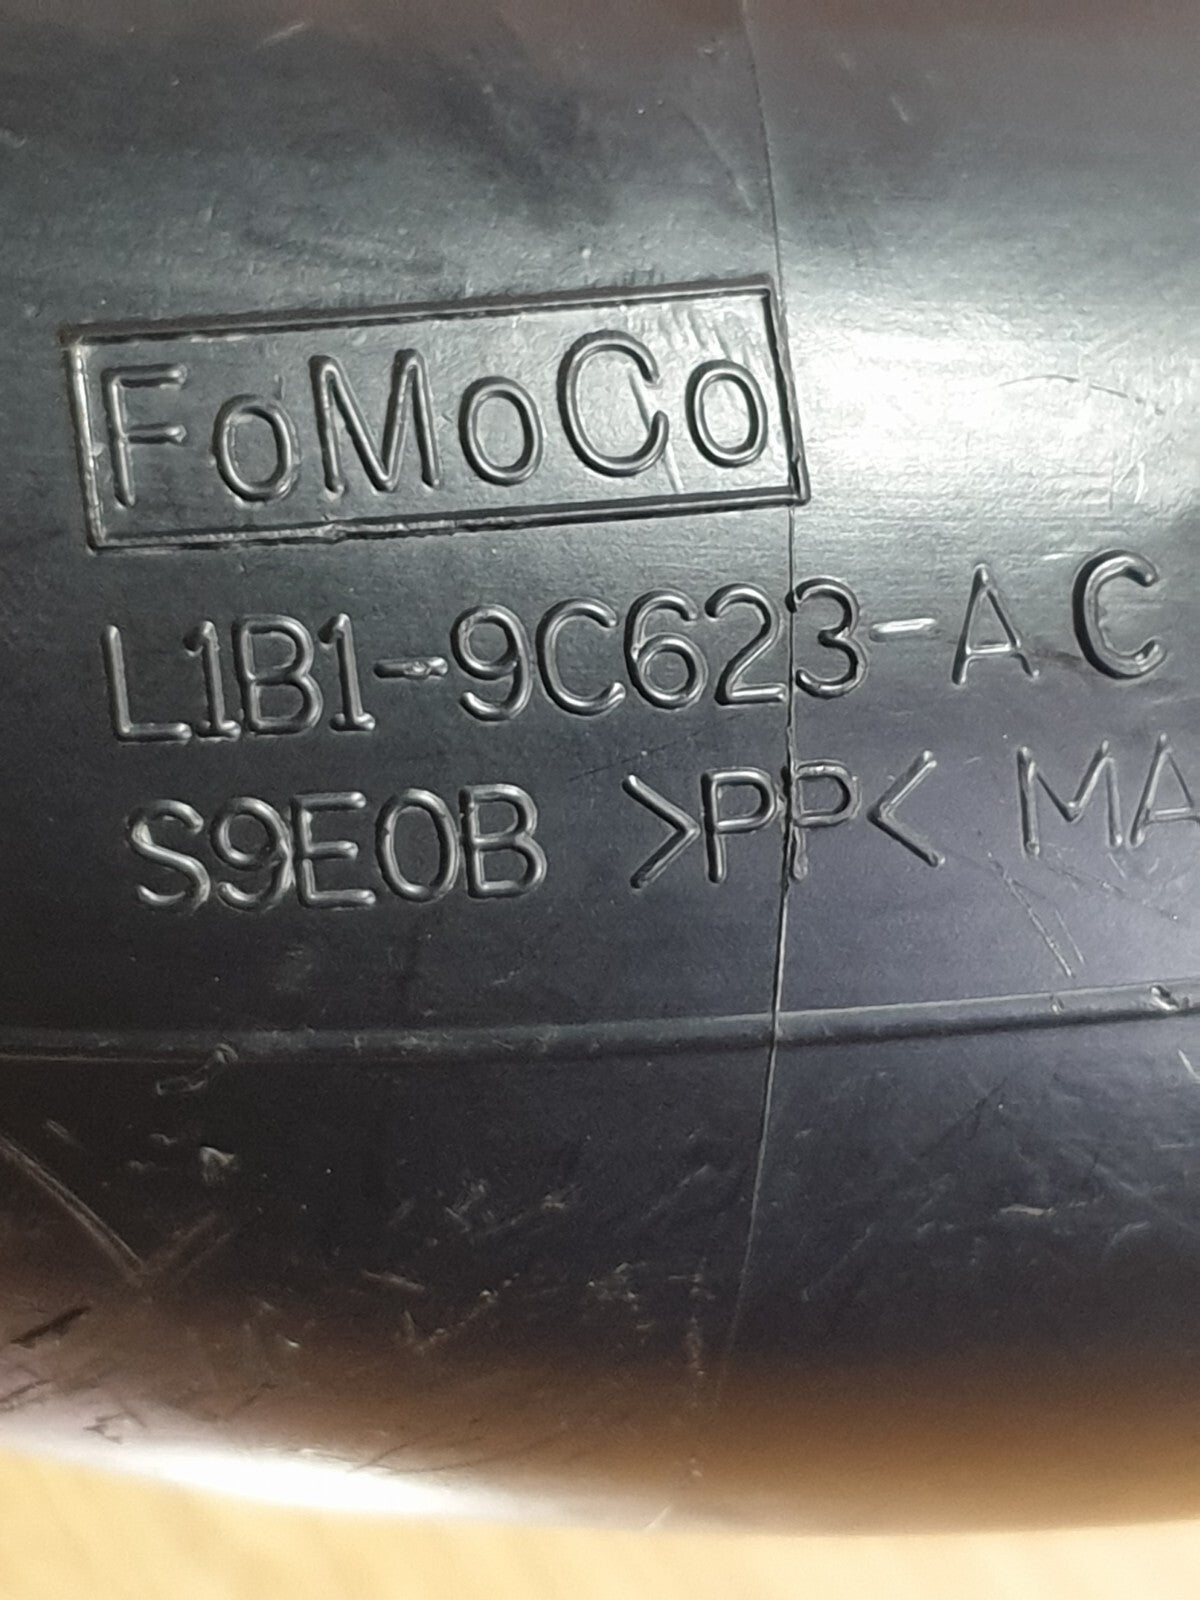 FoMoCo
L1B1-9C623-AC
S9E0B >PP< MA